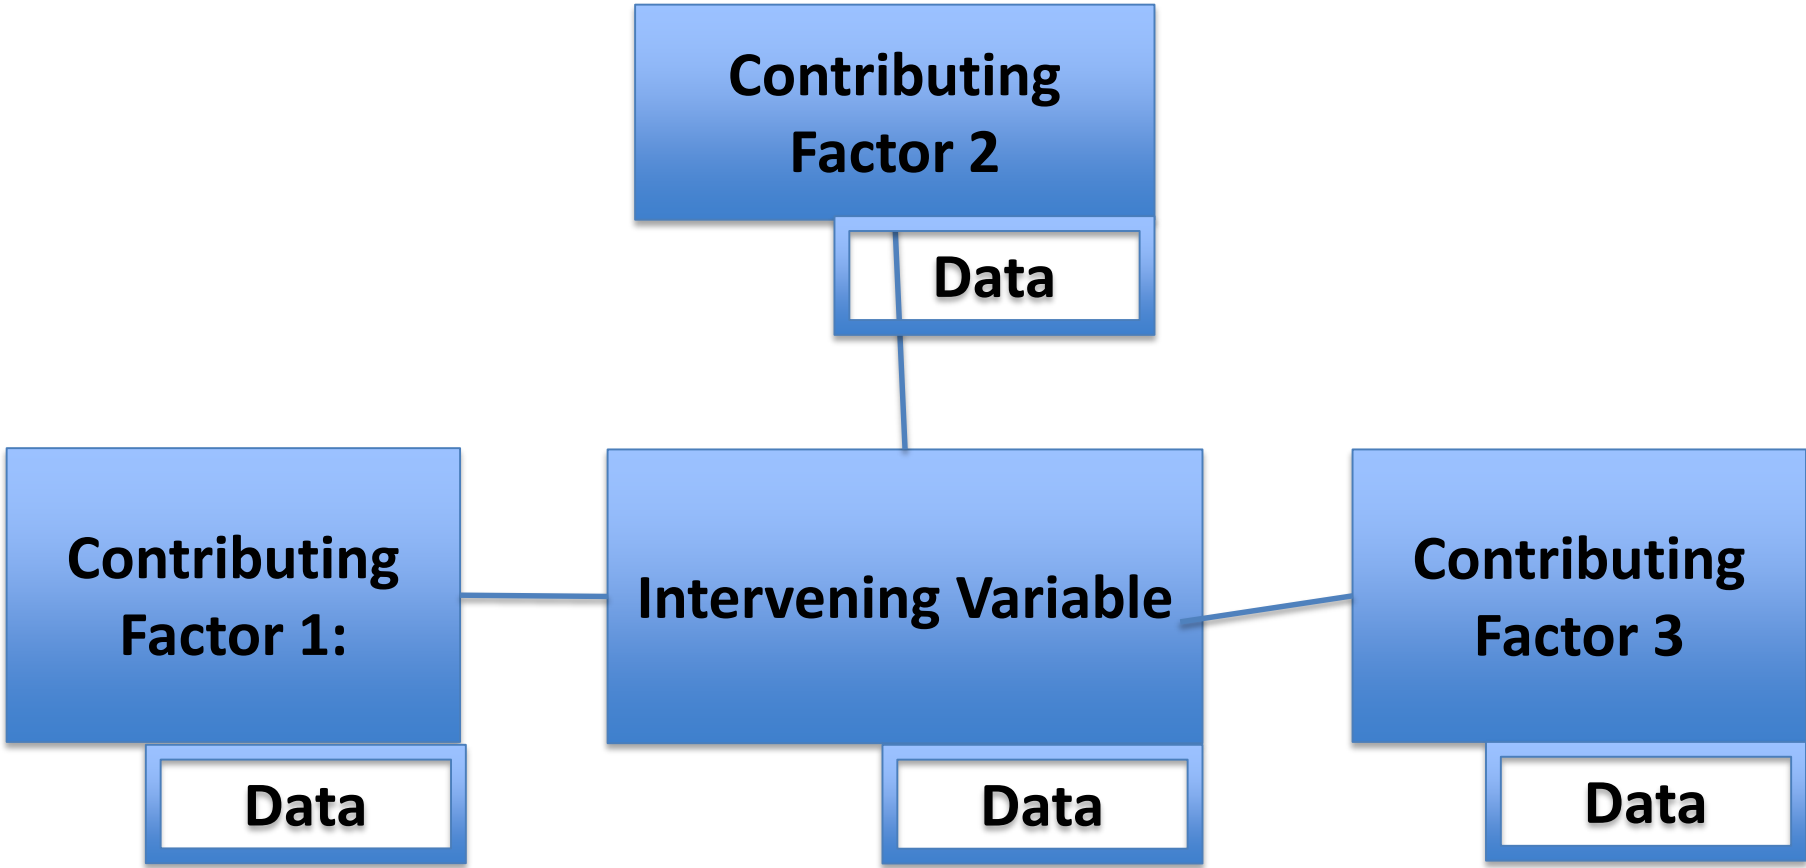 Contributing
Factor 2
Data
Contributing
Factor 1:
Data
Intervening Variable
Data
Contributing
Factor 3
Data